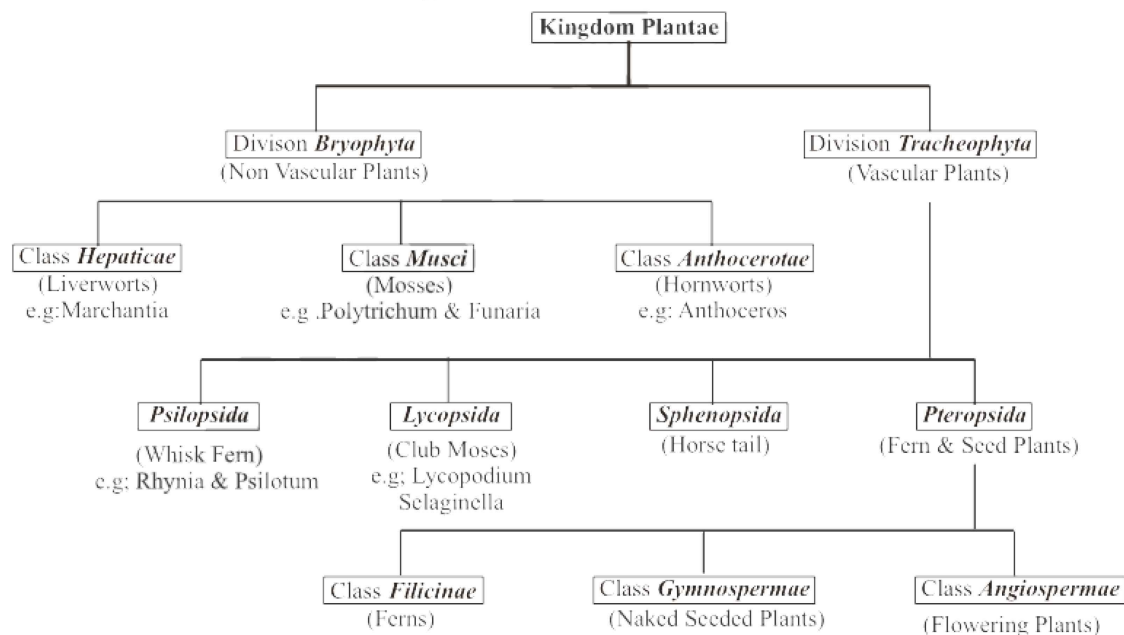 Kingdom Plantae
Divison Bryophyta
(Non Vascular Plants)
Division Tracheophyta
(Vascular Plants)
Class Hepaticae
(Liverworts)
e.g:Marchantia
Class Musci
(Mosses)
e.g .Polytrichum & Funaria
Class Anthocerotae
(Hornworts)
e.g; Anthoceros
Psilopsida
(Whisk Fern)
e.g; Rhynia & Psilotum
Lycopsida
(Club Moses)
e.g; Lycopodium
Selaginella
Sphenopsida
(Horse tail)
Pteropsida
(Fern & Seed Plants)
Class Filicinae
(Ferns)
Class Gymnospermae
(Naked Seeded Plants)
Class Angiospermae
(Flowering Plants)